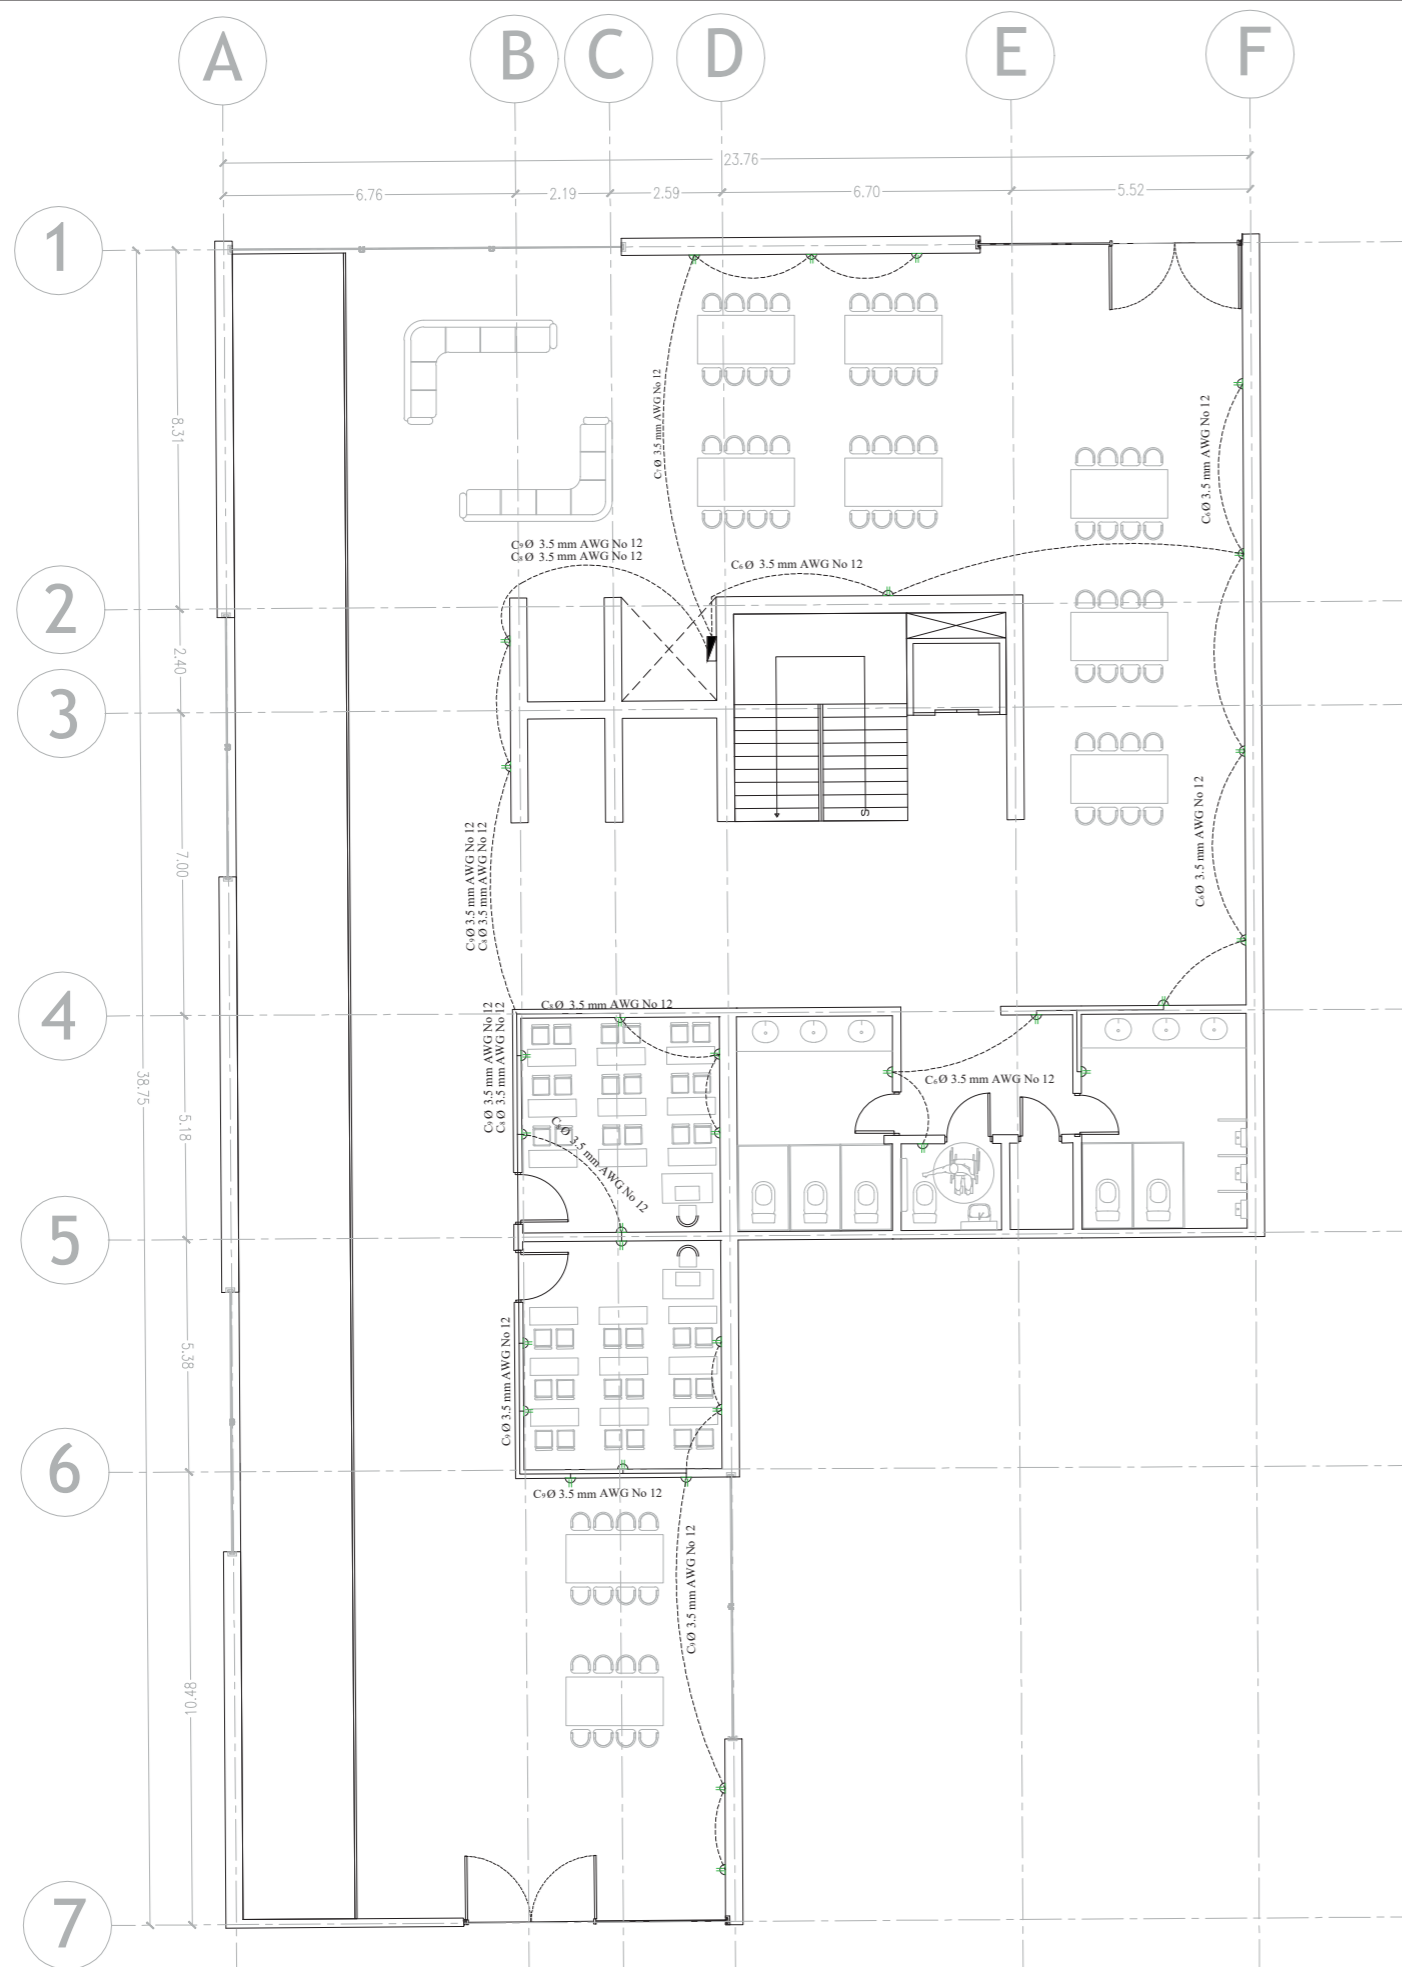 A
B
C
D
E
F
23.76
6.76
2.19
2.59
6.70
5.52
1
8.31
C₇Ø 3.5 mm AWG No 12
C₆Ø 3.5 mm AWG No 12
C₉Ø 3.5 mm AWG No 12
C₈Ø 3.5 mm AWG No 12
C₆Ø 3.5 mm AWG No 12
2
2.40
3
7.00
S
C₉Ø 3.5 mm AWG No 12
C₈Ø 3.5 mm AWG No 12
C₆Ø 3.5 mm AWG No 12
4
C₈Ø 3.5 mm AWG No 12
C₉Ø 3.5 mm AWG No 12
C₈Ø 3.5 mm AWG No 12
38.75
5.18
C₆Ø 3.5 mm AWG No 12
C₈Ø 3.5 mm AWG No 12
5
5.38
C₉Ø 3.5 mm AWG No 12
6
C₉Ø 3.5 mm AWG No 12
C₉Ø 3.5 mm AWG No 12
10.48
7